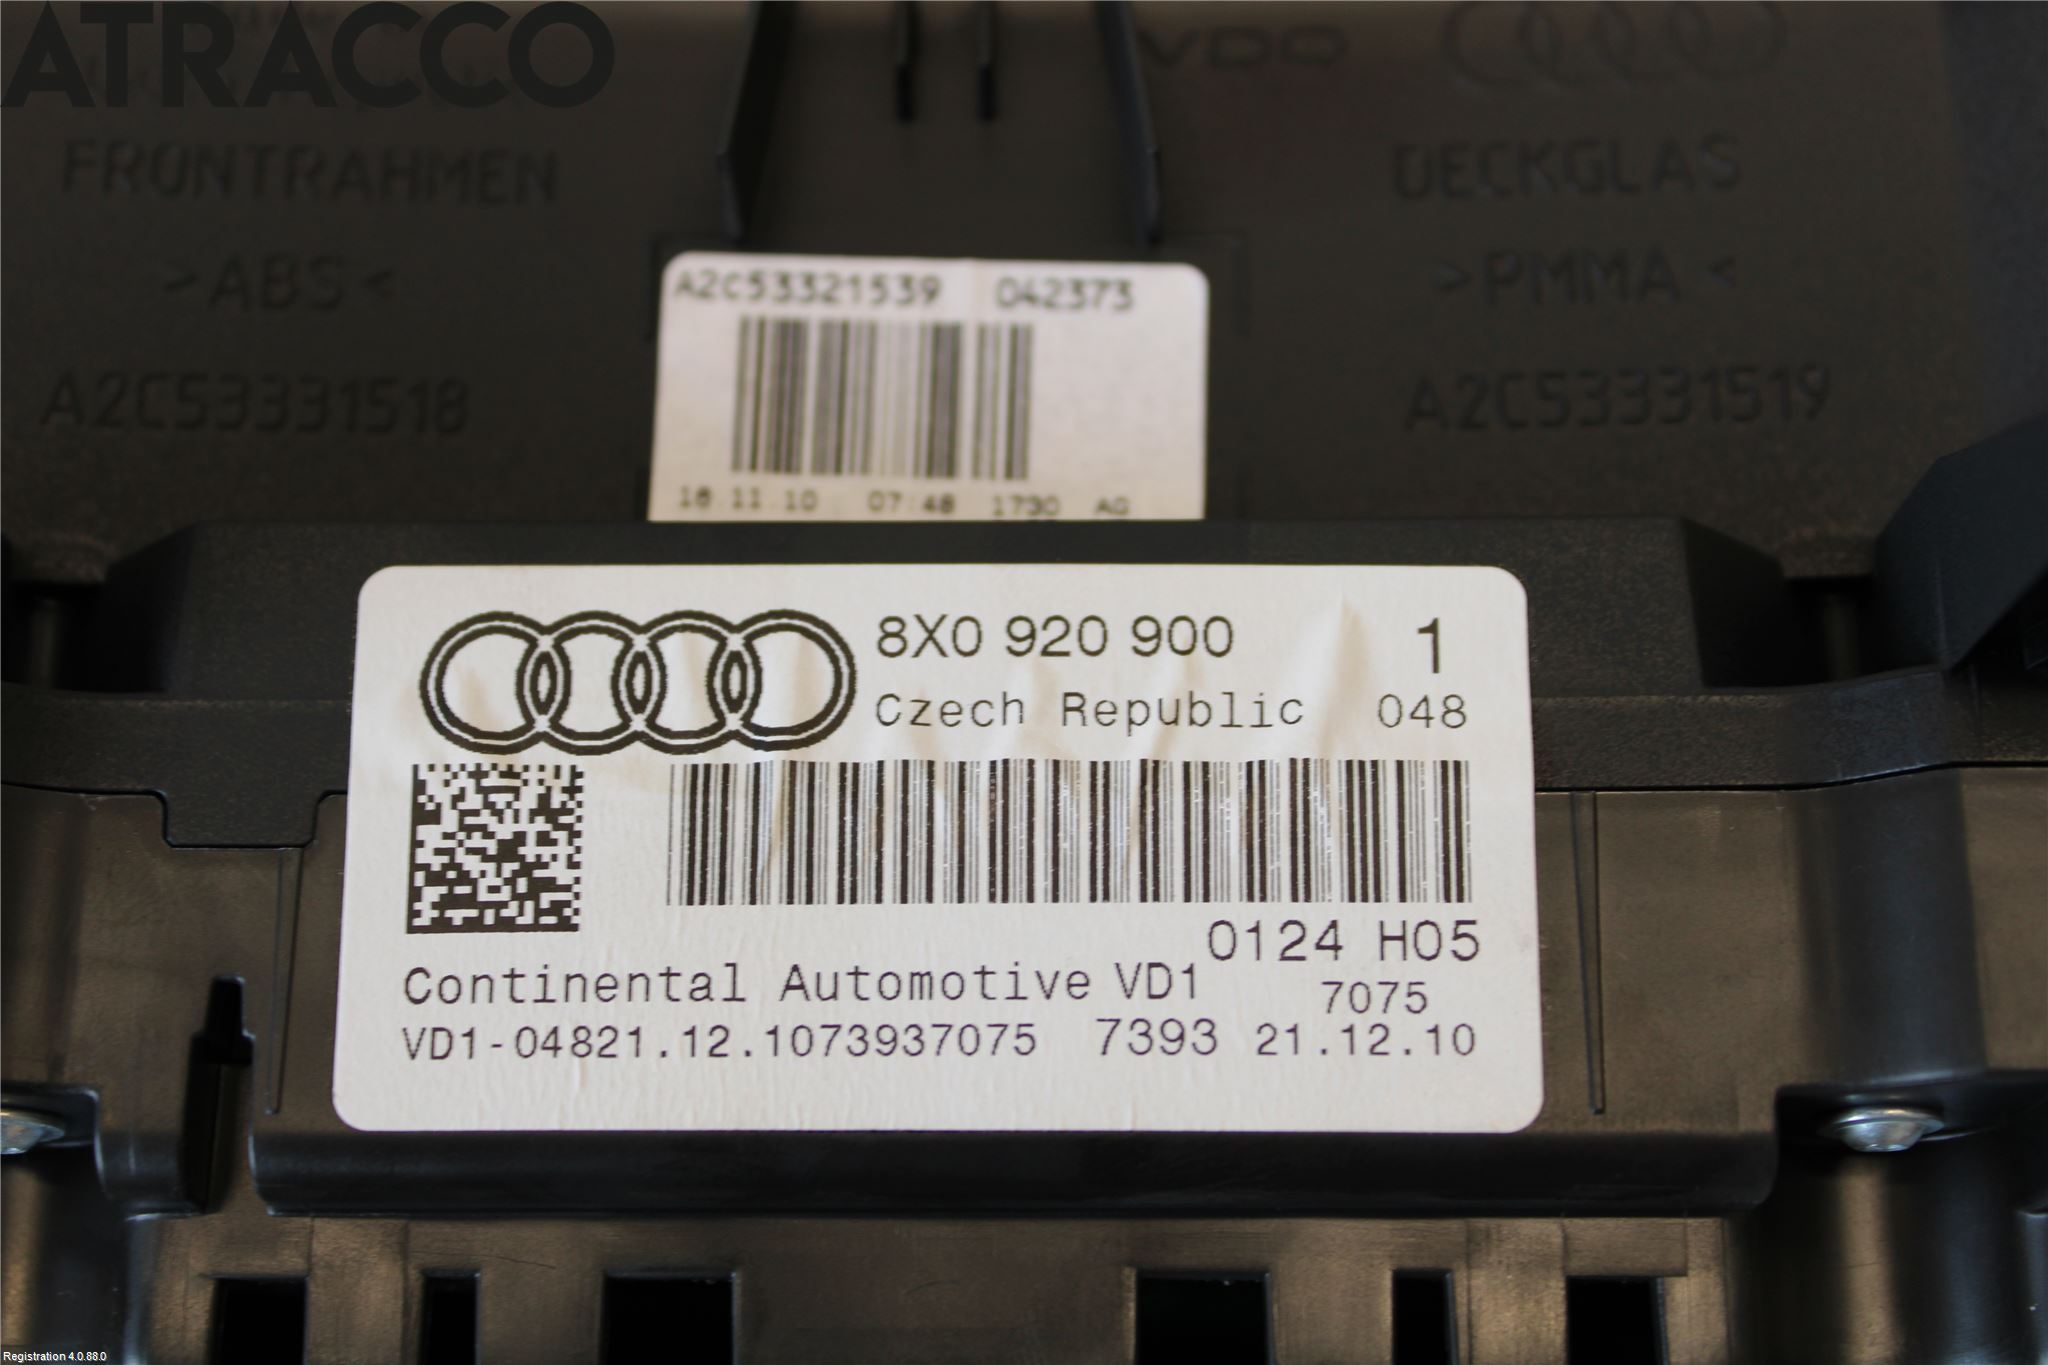 ATRACCO
VDO
FRONTRAHMEN
DECKGLAS
>ABS<
>PMMA<
A2C53331518
A2C53331519
A2C53321539 042373
18.11.10 07:48 1730 AG
8X0 920 900 1
Czech Republic 048
0124 H05
Continental Automotive VD1 7075
VD1-04821.12.1073937075 7393 21.12.10
Registration 4.0.88.0